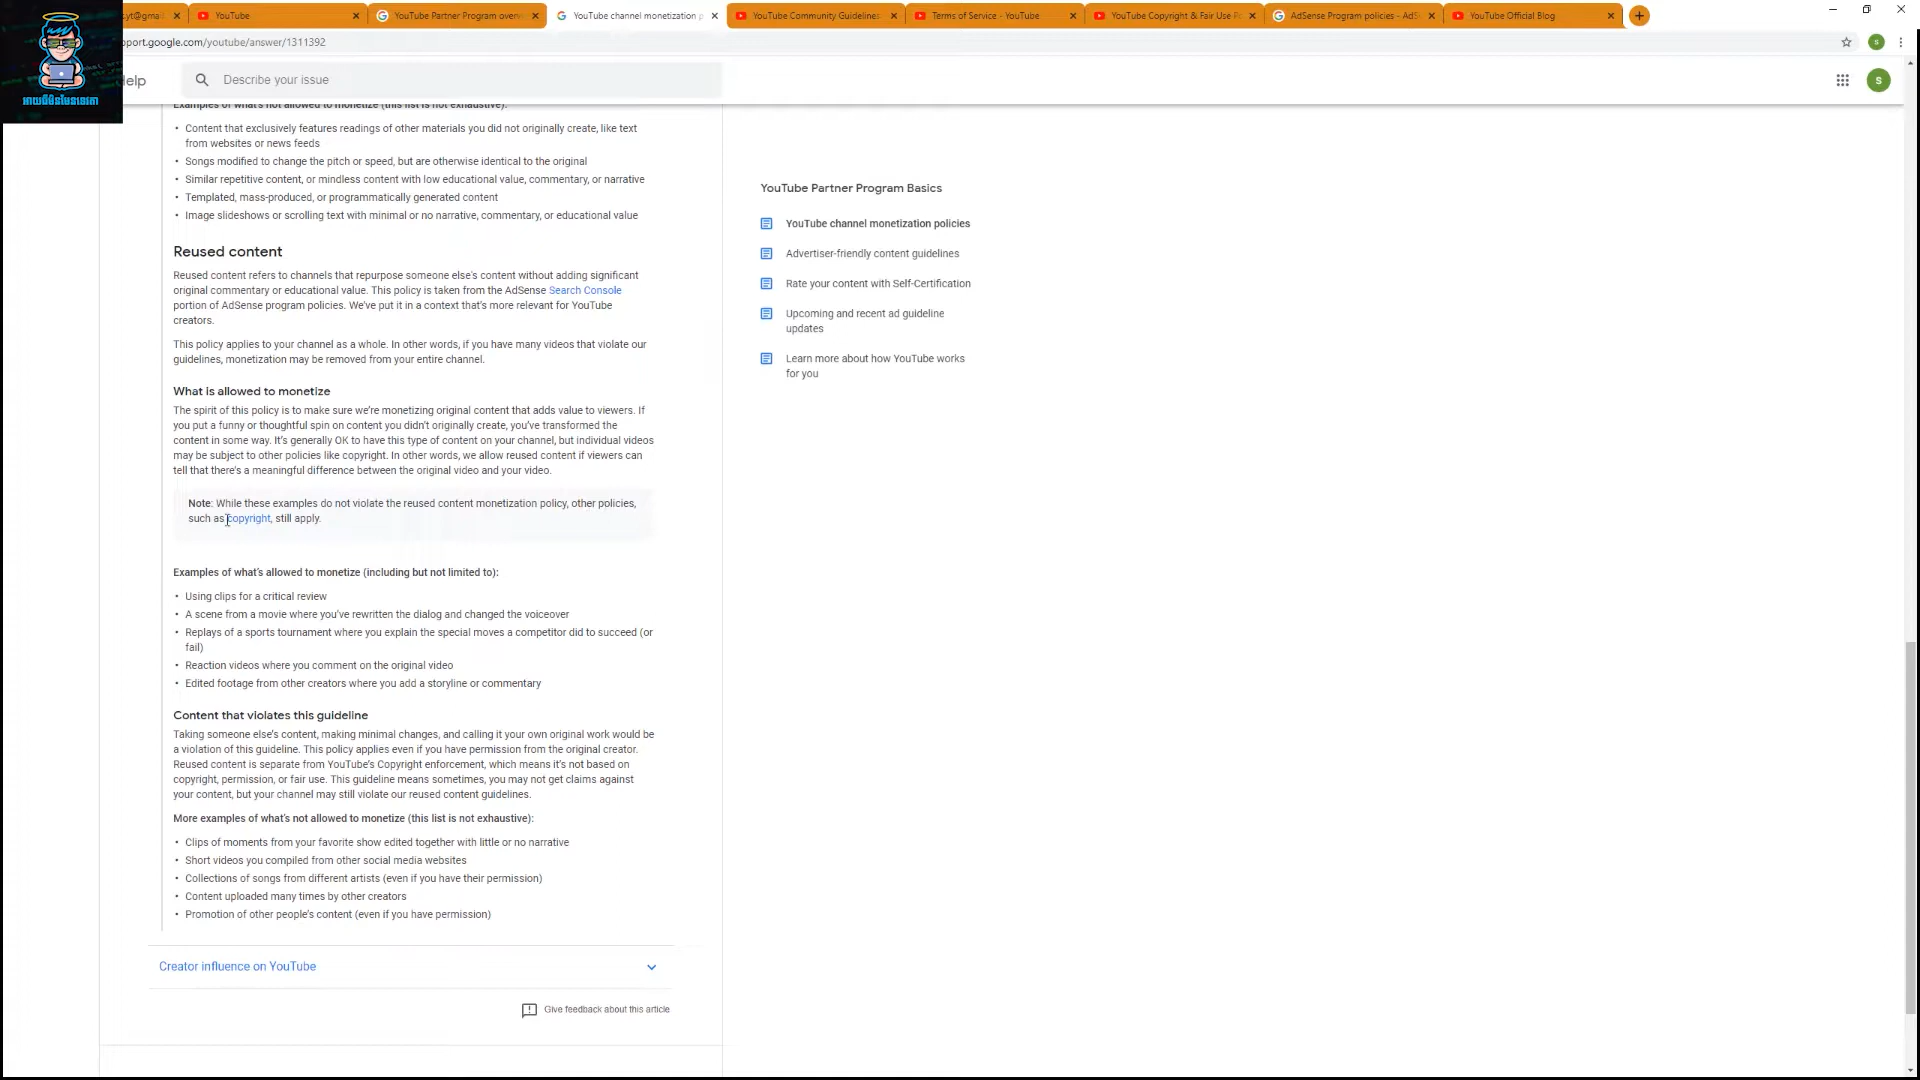 cyt@gmai
YouTube
YouTube Partner Program over
YouTube channel monetization p
YouTube Community Guidelines
Terms of Service - YouTube
YouTube Copyright & Fair Use P
AdSense Program policies - AdS
YouTube Official Blog
pport.google.com/youtube/answer/1311392
S
Help
Describe your issue
S
Examples of what's not allowed to monetize (this list is not exhaustive):
• Content that exclusively features readings of other materials you did not originally create, like text
from websites or news feeds
• Songs modified to change the pitch or speed, but are otherwise identical to the original
• Similar repetitive content, or mindless content with low educational value, commentary, or narrative
• Templated, mass-produced, or programmatically generated content
• Image slideshows or scrolling text with minimal or no narrative, commentary, or educational value
Reused content
Reused content refers to channels that repurpose someone else's content without adding significant
original commentary or educational value. This policy is taken from the AdSense Search Console
portion of AdSense program policies. We've put it in a context that's more relevant for YouTube
creators.
This policy applies to your channel as a whole. In other words, if you have many videos that violate our
guidelines, monetization may be removed from your entire channel.
What is allowed to monetize
The spirit of this policy is to make sure we're monetizing original content that adds value to viewers. If
you put a funny or thoughtful spin on content you didn't originally create, you've transformed the
content in some way. It's generally OK to have this type of content on your channel, but individual videos
may be subject to other policies like copyright. In other words, we allow reused content if viewers can
tell that there's a meaningful difference between the original video and your video.
Note: While these examples do not violate the reused content monetization policy, other policies,
such as copyright, still apply.
Examples of what's allowed to monetize (including but not limited to):
• Using clips for a critical review
• A scene from a movie where you've rewritten the dialog and changed the voiceover
• Replays of a sports tournament where you explain the special moves a competitor did to succeed (or
fail)
• Reaction videos where you comment on the original video
• Edited footage from other creators where you add a storyline or commentary
Content that violates this guideline
Taking someone else's content, making minimal changes, and calling it your own original work would be
a violation of this guideline. This policy applies even if you have permission from the original creator.
Reused content is separate from YouTube's Copyright enforcement, which means it's not based on
copyright, permission, or fair use. This guideline means sometimes, you may not get claims against
your content, but your channel may still violate our reused content guidelines.
More examples of what's not allowed to monetize (this list is not exhaustive):
• Clips of moments from your favorite show edited together with little or no narrative
• Short videos you compiled from other social media websites
• Collections of songs from different artists (even if you have their permission)
• Content uploaded many times by other creators
• Promotion of other people's content (even if you have permission)
Creator influence on YouTube
Give feedback about this article
YouTube Partner Program Basics
YouTube channel monetization policies
Advertiser-friendly content guidelines
Rate your content with Self-Certification
Upcoming and recent ad guideline
updates
Learn more about how YouTube works
for you